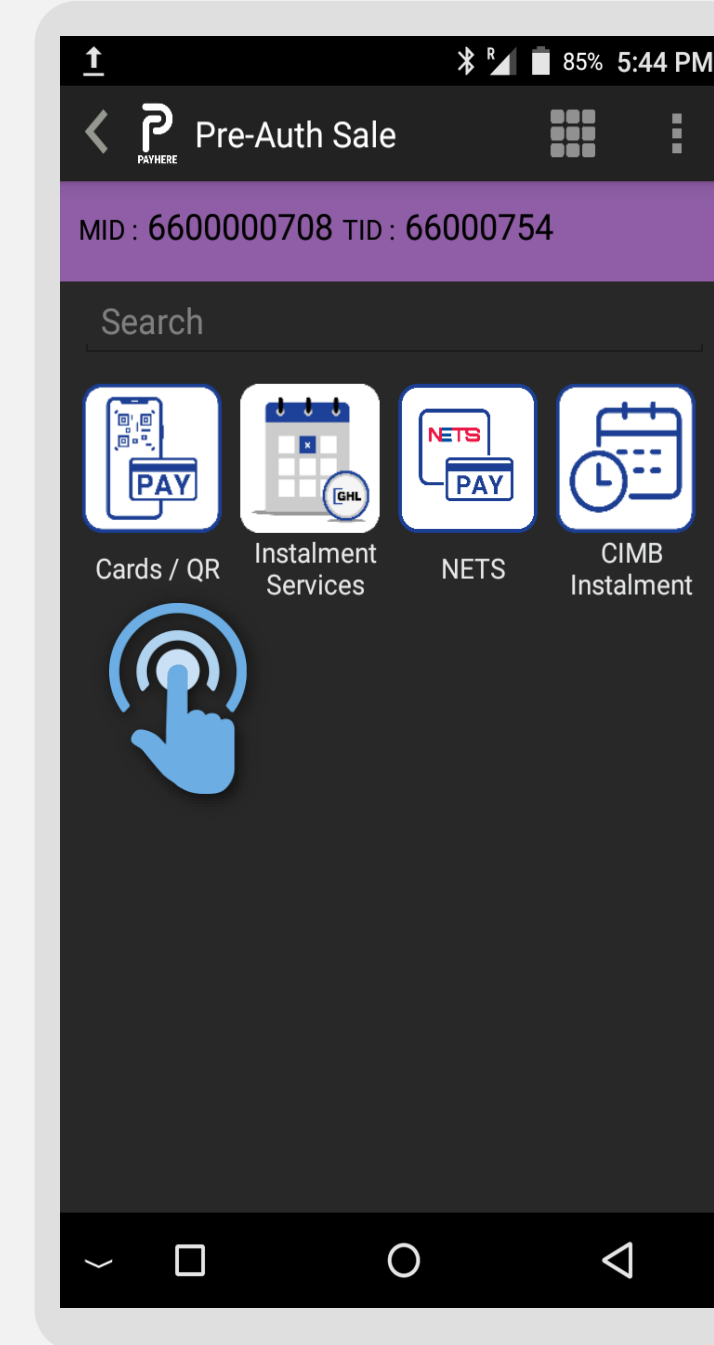 R 85% 5:44 PM
PAYHERE Pre-Auth Sale
MID : 6600000708 TID : 66000754
Search
PAY
x
GHL
NETS
PAY
Cards / QR
Instalment
Services
NETS
CIMB
Instalment